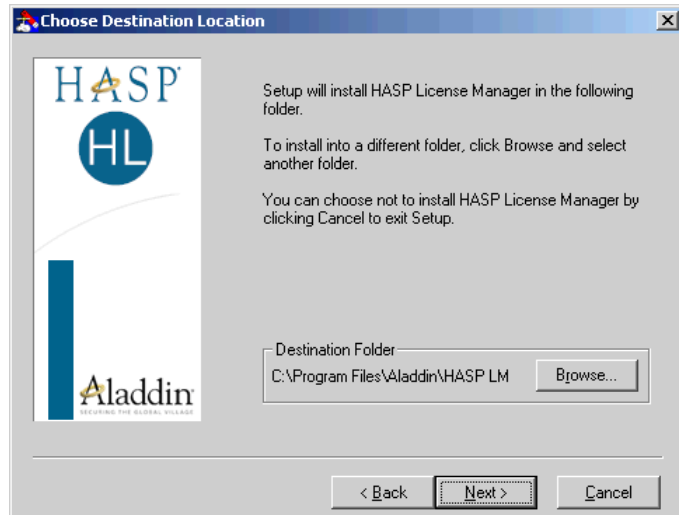 Choose Destination Location
HASP
HL
Setup will install HASP License Manager in the following
folder.
To install into a different folder, click Browse and select
another folder.
You can choose not to install HASP License Manager by
clicking Cancel to exit Setup.
Destination Folder
C:\Program Files\Aladdin\HASP LM
Browse...
Aladdin
SECURING THE GLOBAL VILLAGE
< Back
Next >
Cancel